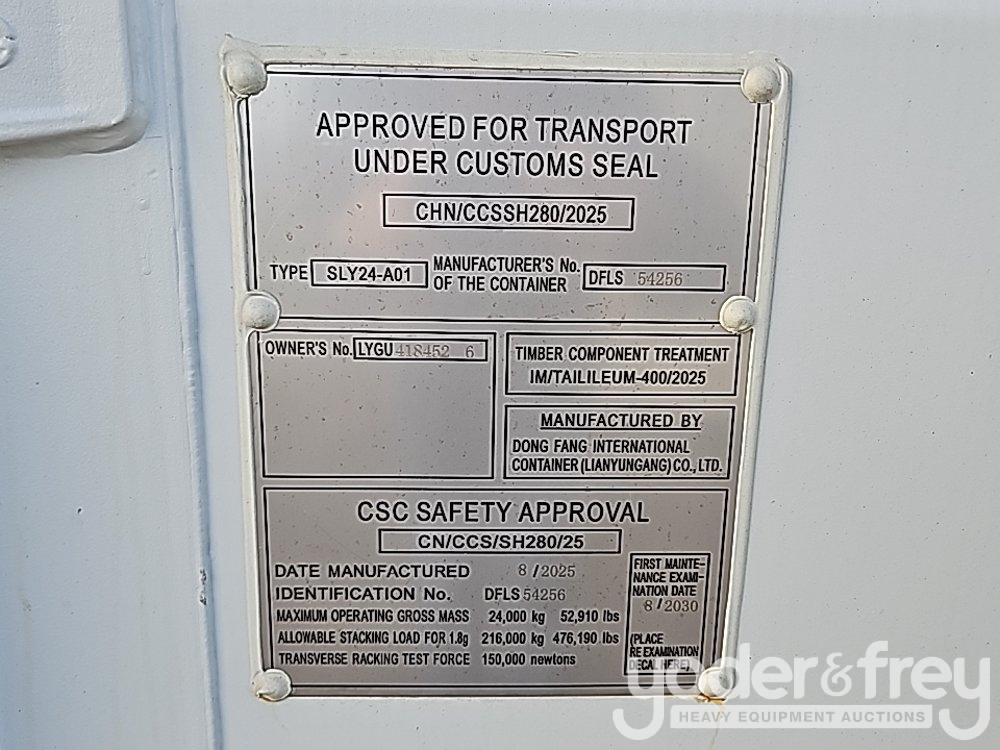 APPROVED FOR TRANSPORT
UNDER CUSTOMS SEAL
CHN/CCSSH280/2025
TYPE SLY24-A01 MANUFACTURER'S No. OF THE CONTAINER DFLS 54256
OWNER'S No. LYGU 418452 6
TIMBER COMPONENT TREATMENT
IM/TAILILEUM-400/2025
MANUFACTURED BY
DONG FANG INTERNATIONAL
CONTAINER (LIANYUNGANG) CO., LTD.
CSC SAFETY APPROVAL
CN/CCS/SH280/25
DATE MANUFACTURED 8/2025
IDENTIFICATION No. DFLS 54256
MAXIMUM OPERATING GROSS MASS 24,000 kg 52,910 lbs
ALLOWABLE STACKING LOAD FOR 1.8g 216,000 kg 476,190 lbs
TRANSVERSE RACKING TEST FORCE 150,000 newtons
FIRST MAINTE-
NANCE EXAMI-
NATION DATE
8/2030
(PLACE
RE EXAMINATION
DECAL HERE)
yoder&frey
HEAVY EQUIPMENT AUCTIONS